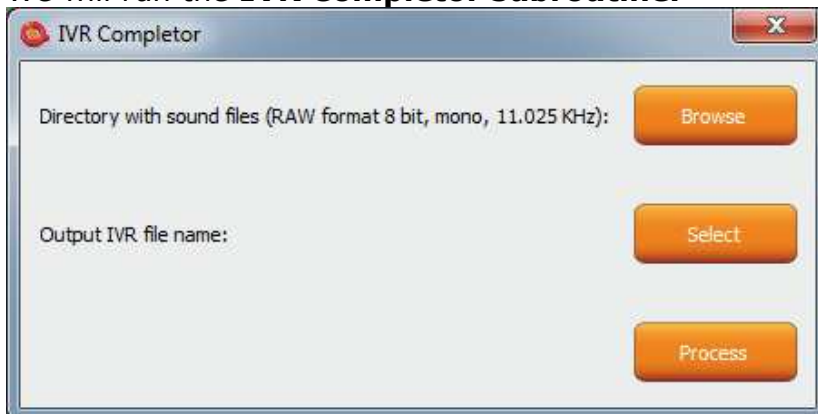 IVR Completor
Directory with sound files (RAW format 8 bit, mono, 11.025 KHz):
Browse
Output IVR file name:
Select
Process